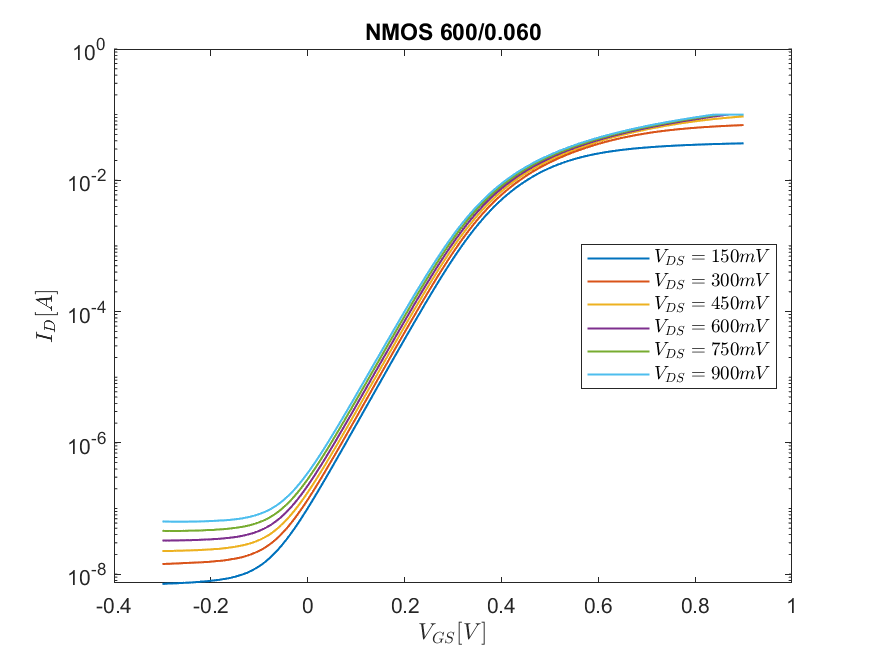 NMOS 600/0.060
10^0
10^-2
10^-4
10^-6
10^-8
I_D[A]
V_DS = 150mV
V_DS = 300mV
V_DS = 450mV
V_DS = 600mV
V_DS = 750mV
V_DS = 900mV
-0.4 -0.2 0 0.2 0.4 0.6 0.8 1
V_GS[V]